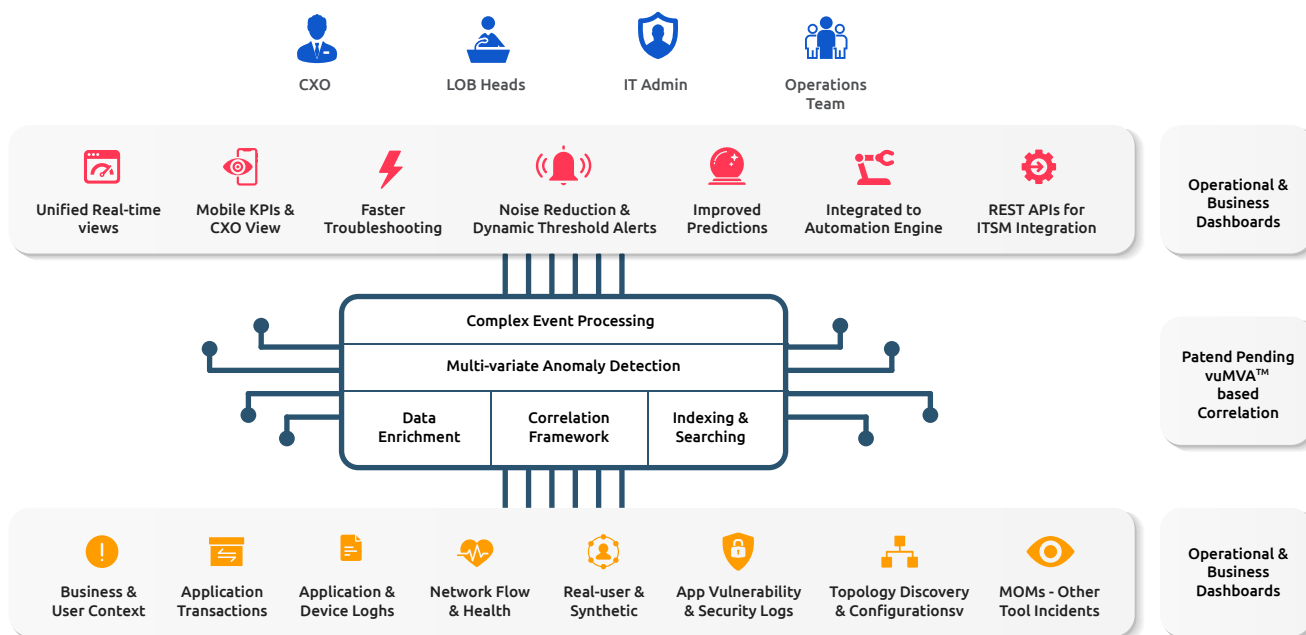 CXO
LOB Heads
IT Admin
Operations
Team
Unified Real-time
views
Mobile KPIs &
CXO View
Faster
Troubleshooting
Noise Reduction &
Dynamic Threshold Alerts
Improved
Predictions
Integrated to
Automation Engine
REST APIs for
ITSM Integration
Operational &
Business
Dashboards
Complex Event Processing
Multi-variate Anomaly Detection
Data
Enrichment
Correlation
Framework
Indexing &
Searching
Patend Pending
vuMVA™
based
Correlation
Business &
User Context
Application
Transactions
Application &
Device Loghs
Network Flow
& Health
Real-user &
Synthetic
App Vulnerability
& Security Logs
Topology Discovery
& Configurationsv
MOMs - Other
Tool Incidents
Operational &
Business
Dashboards